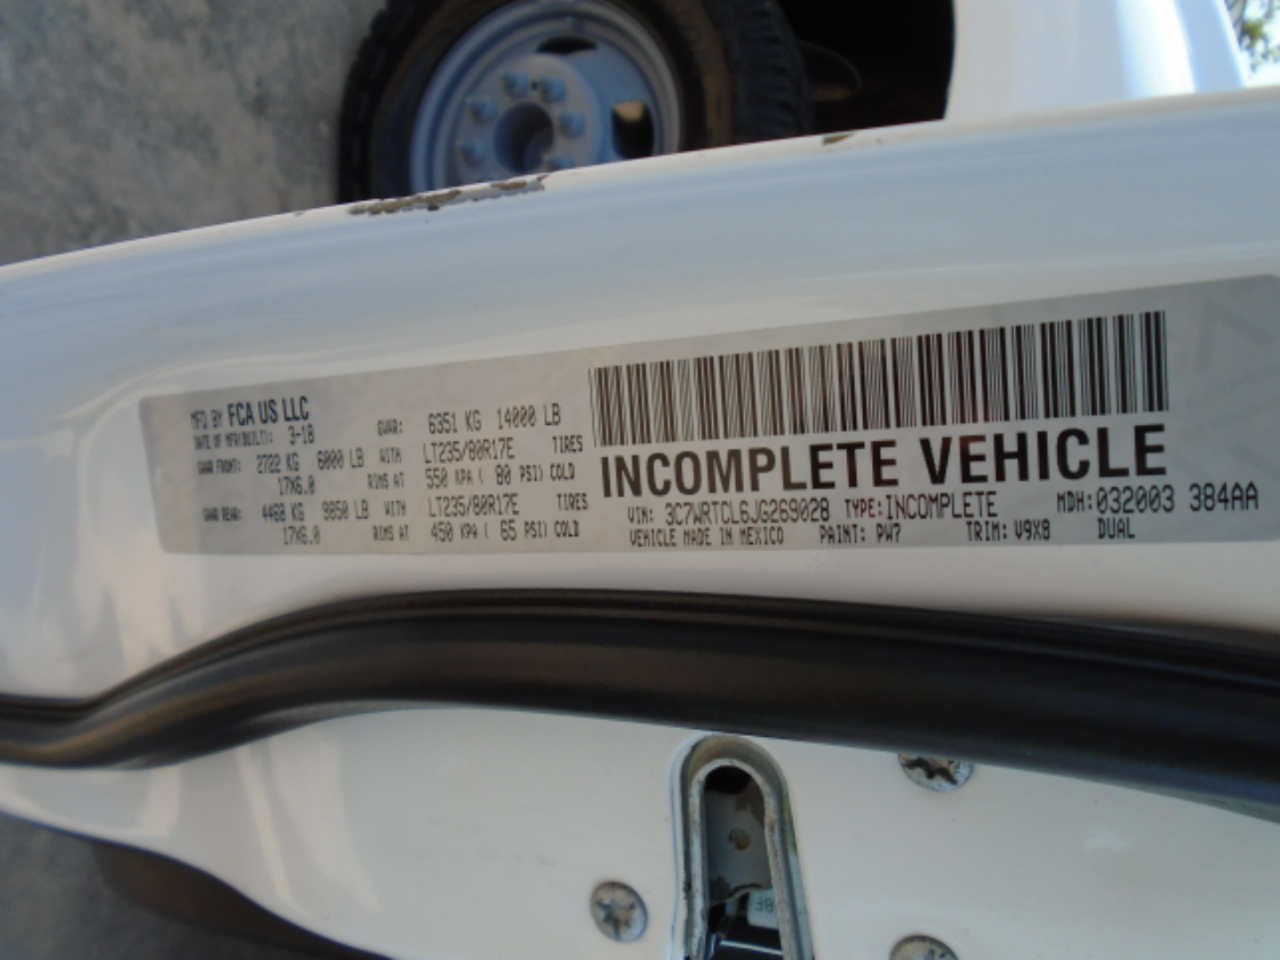 MFD BY FCA US LLC
DATE OF MFR(BUILT): 3-18 GVWR: 6351 KG 14000 LB
GAWR FRONT: 2722 KG 6000 LB WITH LT235/80R17E TIRES
17X6.0 RIMS AT 550 KPA ( 80 PSI) COLD
GAWR REAR: 4468 KG 9850 LB WITH LT235/80R17E TIRES
17X6.0 RIMS AT 450 KPA ( 65 PSI) COLD
INCOMPLETE VEHICLE
VIN: 3C7WRTCL6JG269028 TYPE: INCOMPLETE MDH: 032003 384AA
VEHICLE MADE IN MEXICO PAINT: PW7 TRIM: V9X8 DUAL